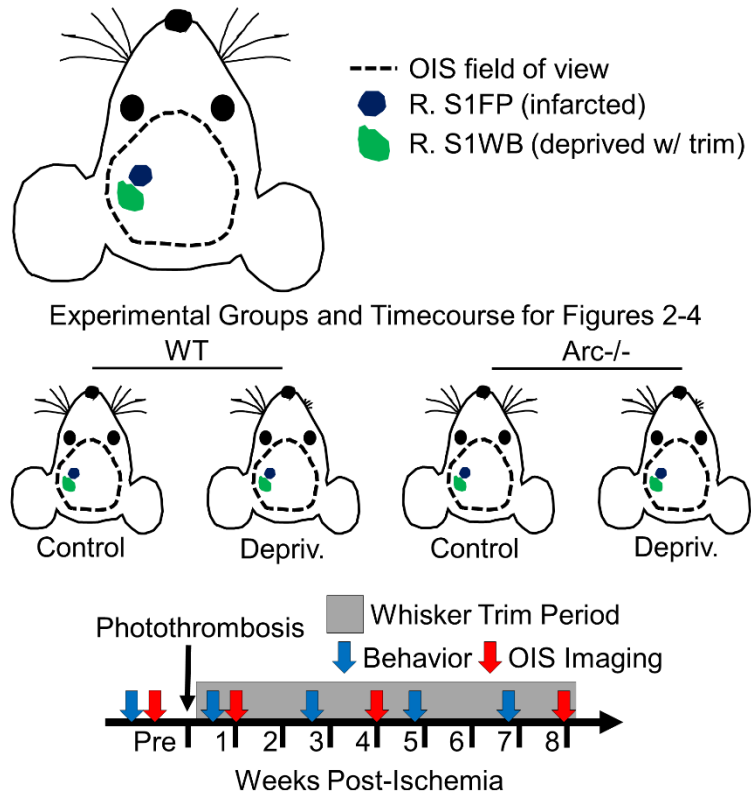 OIS field of view
R. S1FP (infarcted)
R. S1WB (deprived w/ trim)
Experimental Groups and Timecourse for Figures 2-4
WT
Arc-/-
Control
Depriv.
Control
Depriv.
Whisker Trim Period
Photothrombosis
Behavior
OIS Imaging
Pre 1 2 3 4 5 6 7 8
Weeks Post-Ischemia